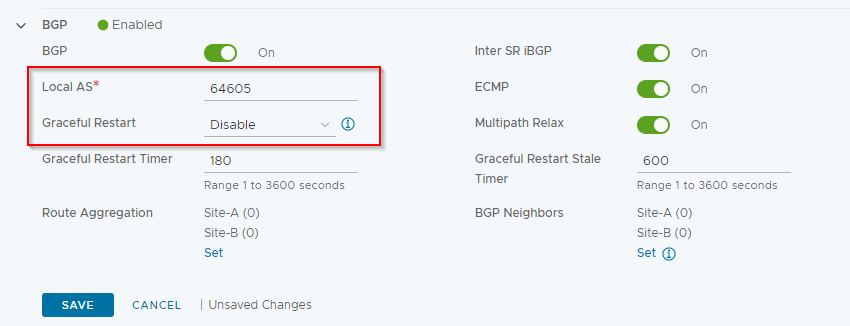 BGP Enabled
BGP On Inter SR iBGP On
Local AS* 64605 ECMP On
Graceful Restart Disable Multipath Relax On
Graceful Restart Timer 180 Graceful Restart Stale Timer 600
Range 1 to 3600 seconds Range 1 to 3600 seconds
Route Aggregation Site-A (0) BGP Neighbors Site-A (0)
Site-B (0) Site-B (0)
Set Set
SAVE CANCEL | Unsaved Changes